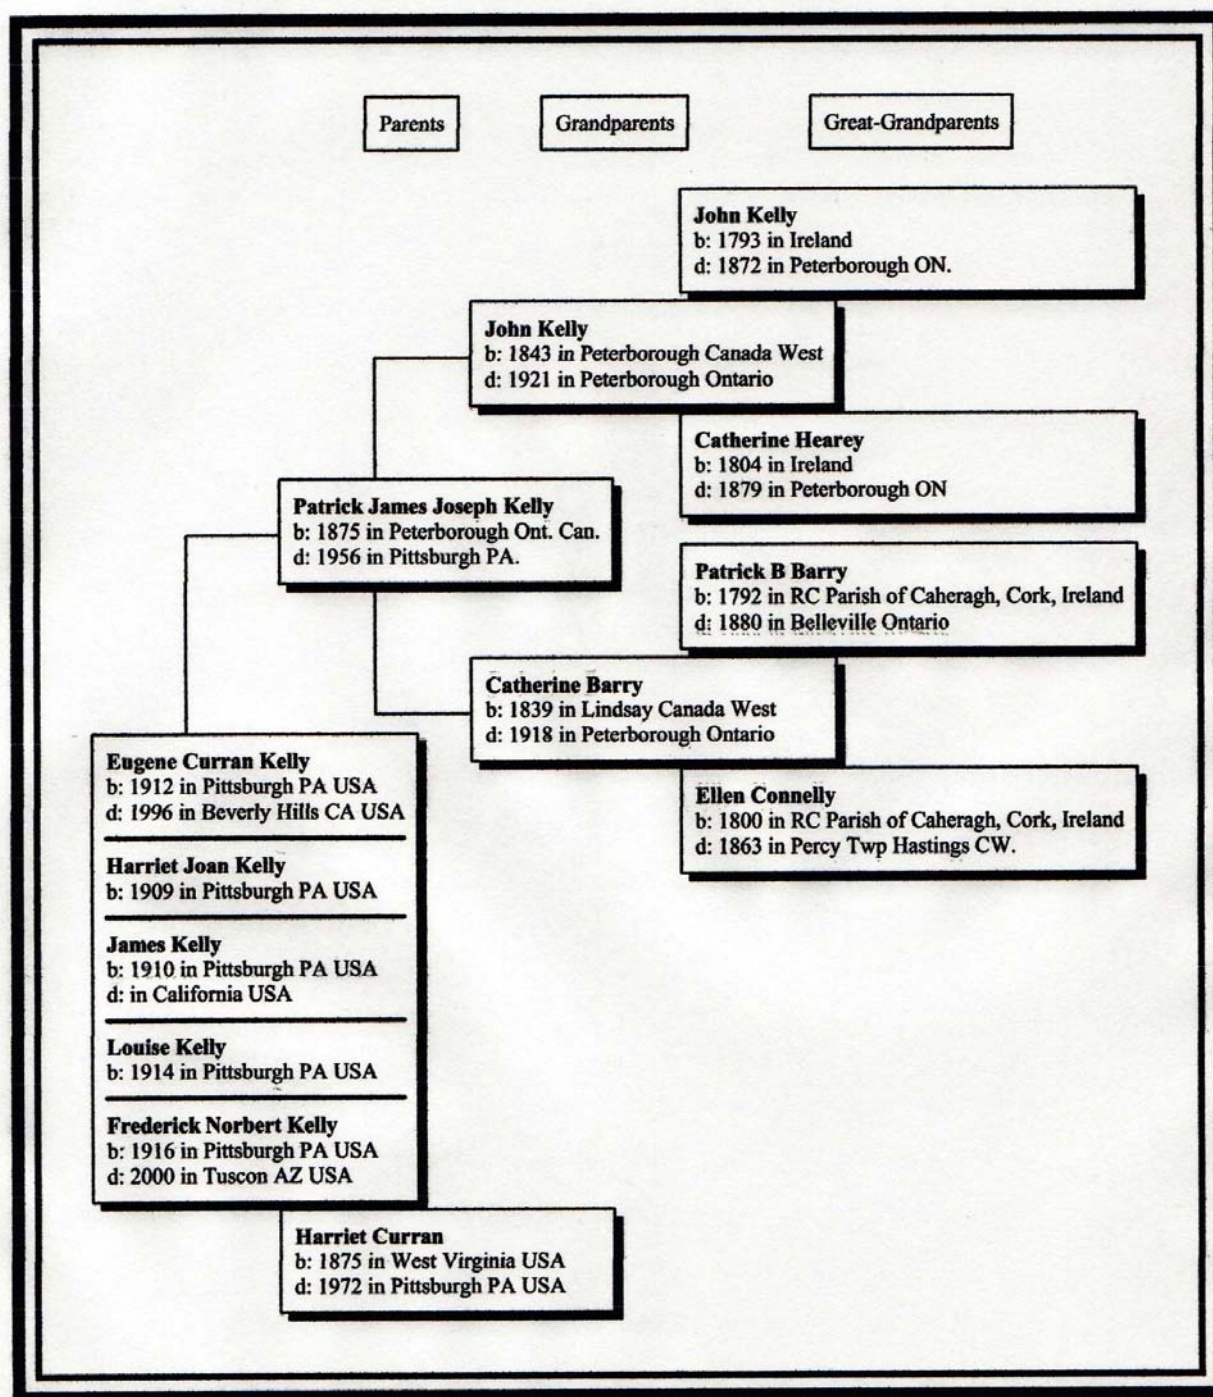 Parents
Grandparents
Great-Grandparents
John Kelly
b: 1793 in Ireland
d: 1872 in Peterborough ON.
John Kelly
b: 1843 in Peterborough Canada West
d: 1921 in Peterborough Ontario
Catherine Hearey
b: 1804 in Ireland
d: 1879 in Peterborough ON
Patrick James Joseph Kelly
b: 1875 in Peterborough Ont. Can.
d: 1956 in Pittsburgh PA.
Patrick B Barry
b: 1792 in RC Parish of Caheragh, Cork, Ireland
d: 1880 in Belleville Ontario
Catherine Barry
b: 1839 in Lindsay Canada West
d: 1918 in Peterborough Ontario
Ellen Connelly
b: 1800 in RC Parish of Caheragh, Cork, Ireland
d: 1863 in Percy Twp Hastings CW.
Eugene Curran Kelly
b: 1912 in Pittsburgh PA USA
d: 1996 in Beverly Hills CA USA
Harriet Joan Kelly
b: 1909 in Pittsburgh PA USA
James Kelly
b: 1910 in Pittsburgh PA USA
d: in California USA
Louise Kelly
b: 1914 in Pittsburgh PA USA
Frederick Norbert Kelly
b: 1916 in Pittsburgh PA USA
d: 2000 in Tuscon AZ USA
Harriet Curran
b: 1875 in West Virginia USA
d: 1972 in Pittsburgh PA USA